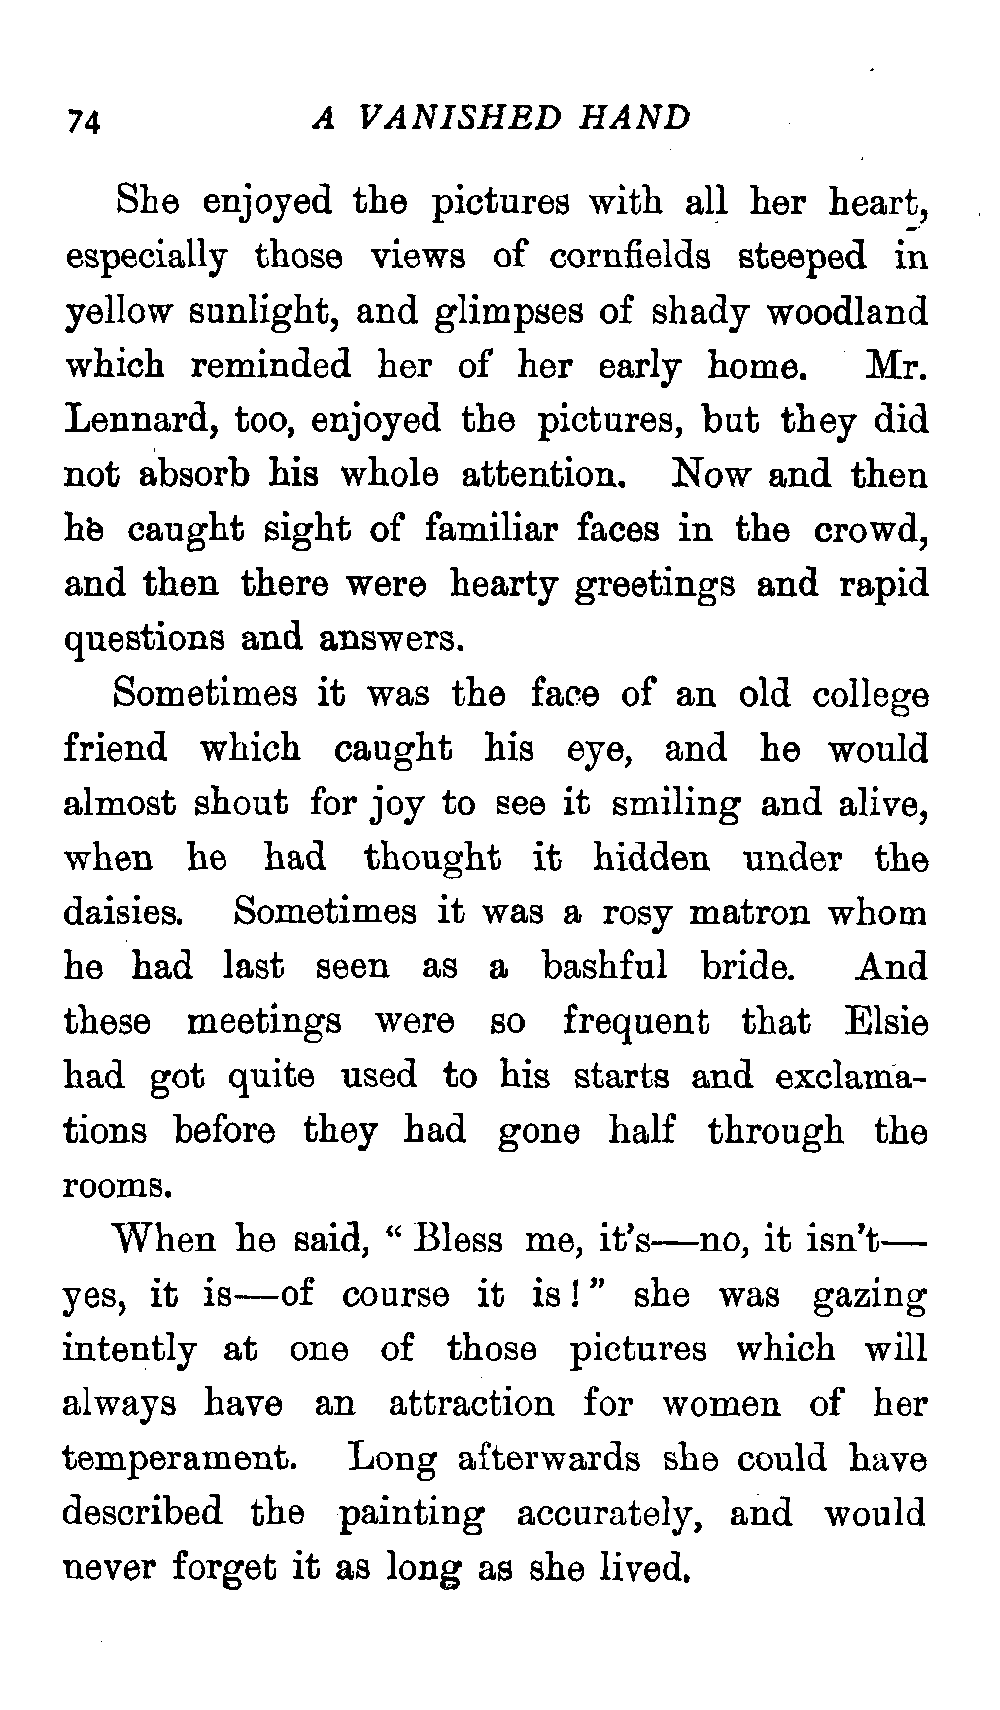 74 A VANISHED HAND
She enjoyed the pictures with all her heart,
especially those views of cornfields steeped in
yellow sunlight, and glimpses of shady woodland
which reminded her of her early home. Mr.
Lennard, too, enjoyed the pictures, but they did
not absorb his whole attention. Now and then
he caught sight of familiar faces in the crowd,
and then there were hearty greetings and rapid
questions and answers.
Sometimes it was the face of an old college
friend which caught his eye, and he would
almost shout for joy to see it smiling and alive,
when he had thought it hidden under the
daisies. Sometimes it was a rosy matron whom
he had last seen as a bashful bride. And
these meetings were so frequent that Elsie
had got quite used to his starts and exclama-
tions before they had gone half through the
rooms.
When he said, “ Bless me, it’s—no, it isn’t—
yes, it is—of course it is! ” she was gazing
intently at one of those pictures which will
always have an attraction for women of her
temperament. Long afterwards she could have
described the painting accurately, and would
never forget it as long as she lived.